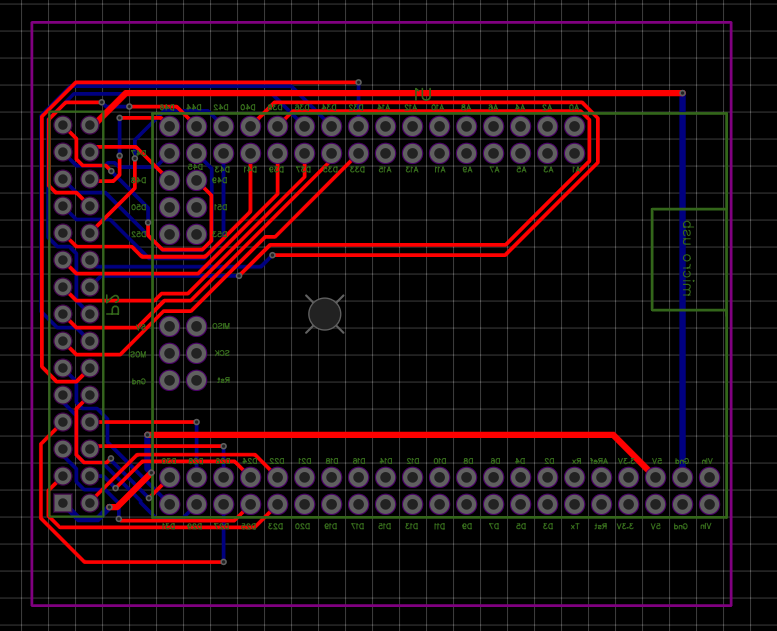 U1
D44 D42 D40 D38 D36 D34 D32 A14 A12 A10 A8 A6 A4 A2 A0
D45 D43 D41 D39 D37 D35 D33 A15 A13 A11 A9 A7 A5 A3 A1
D48 D49
D50 D51
D52
micro usb
P2
MISO
MOS SCK
Gnd Rst
D24 D22 D21 D18 D16 D14 D12 D10 D8 D6 D4 D2 Rx ARef 3.3V 5V Gnd Vin
D25 D23 D20 D19 D17 D15 D13 D11 D9 D7 D5 D3 Tx Rst 3.3V 5V Gnd Vin